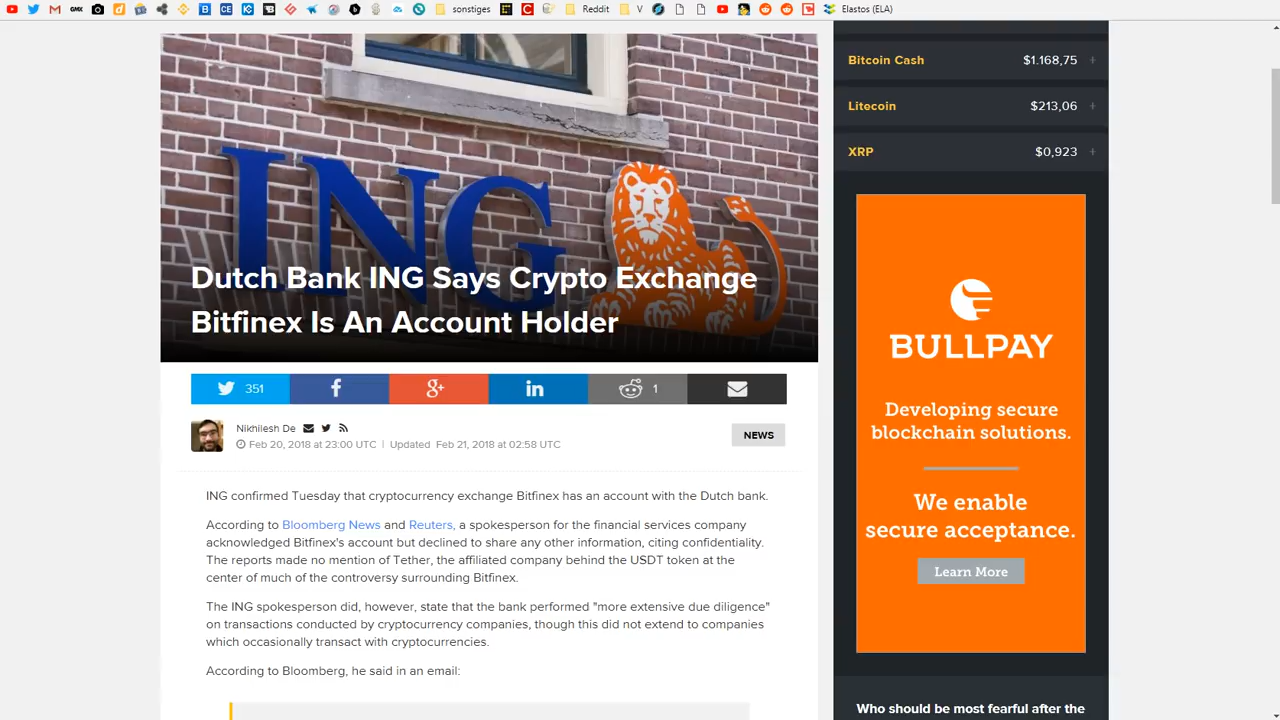 sonstiges
Reddit
V
Elastos (ELA)
ING
Dutch Bank ING Says Crypto Exchange
Bitfinex Is An Account Holder
351
1
Nikhilesh De
Feb 20, 2018 at 23:00 UTC | Updated Feb 21, 2018 at 02:58 UTC
NEWS
ING confirmed Tuesday that cryptocurrency exchange Bitfinex has an account with the Dutch bank.
According to Bloomberg News and Reuters, a spokesperson for the financial services company
acknowledged Bitfinex's account but declined to share any other information, citing confidentiality.
The reports made no mention of Tether, the affiliated company behind the USDT token at the
center of much of the controversy surrounding Bitfinex.
The ING spokesperson did, however, state that the bank performed "more extensive due diligence"
on transactions conducted by cryptocurrency companies, though this did not extend to companies
which occasionally transact with cryptocurrencies.
According to Bloomberg, he said in an email:
Bitcoin Cash $1.168,75 +
Litecoin $213,06 +
XRP $0,923 +
BULLPAY
Developing secure
blockchain solutions.
We enable
secure acceptance.
Learn More
Who should be most fearful after the